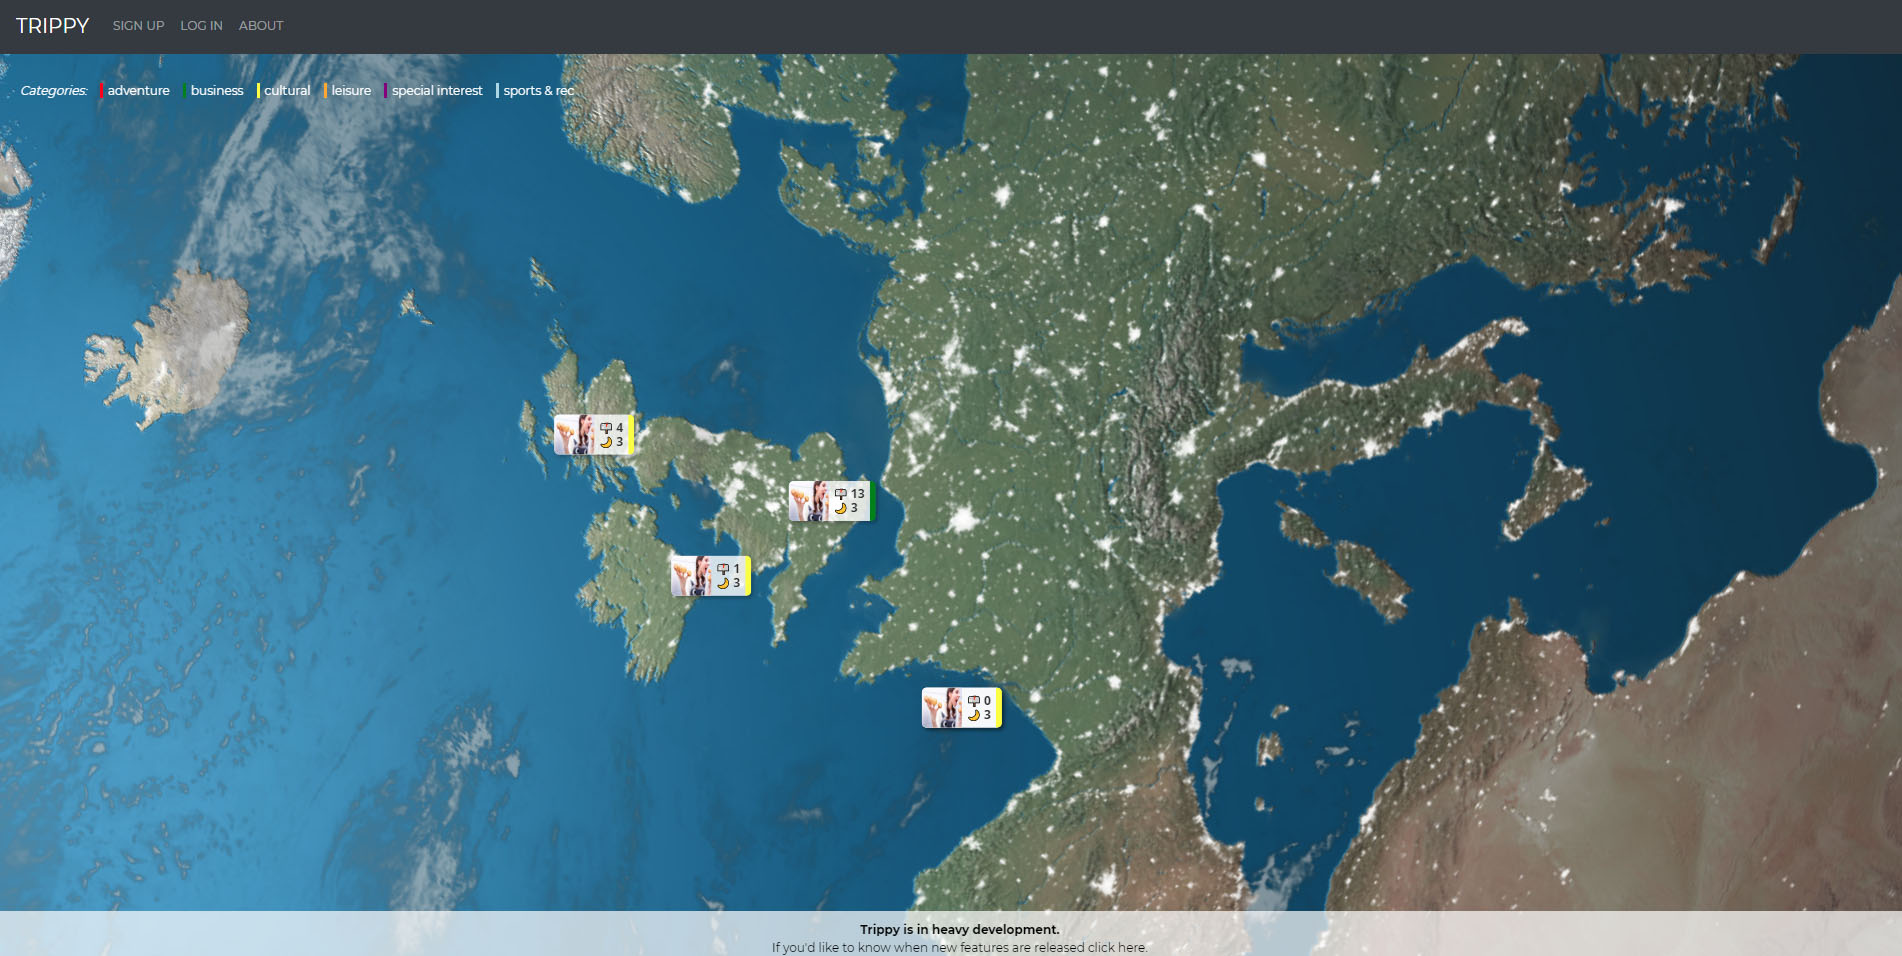 TRIPPY SIGN UP LOG IN ABOUT
Categories: adventure business cultural leisure special interest sports & rec
4
3
13
3
1
3
0
3
Trippy is in heavy development.
If you'd like to know when new features are released click here.